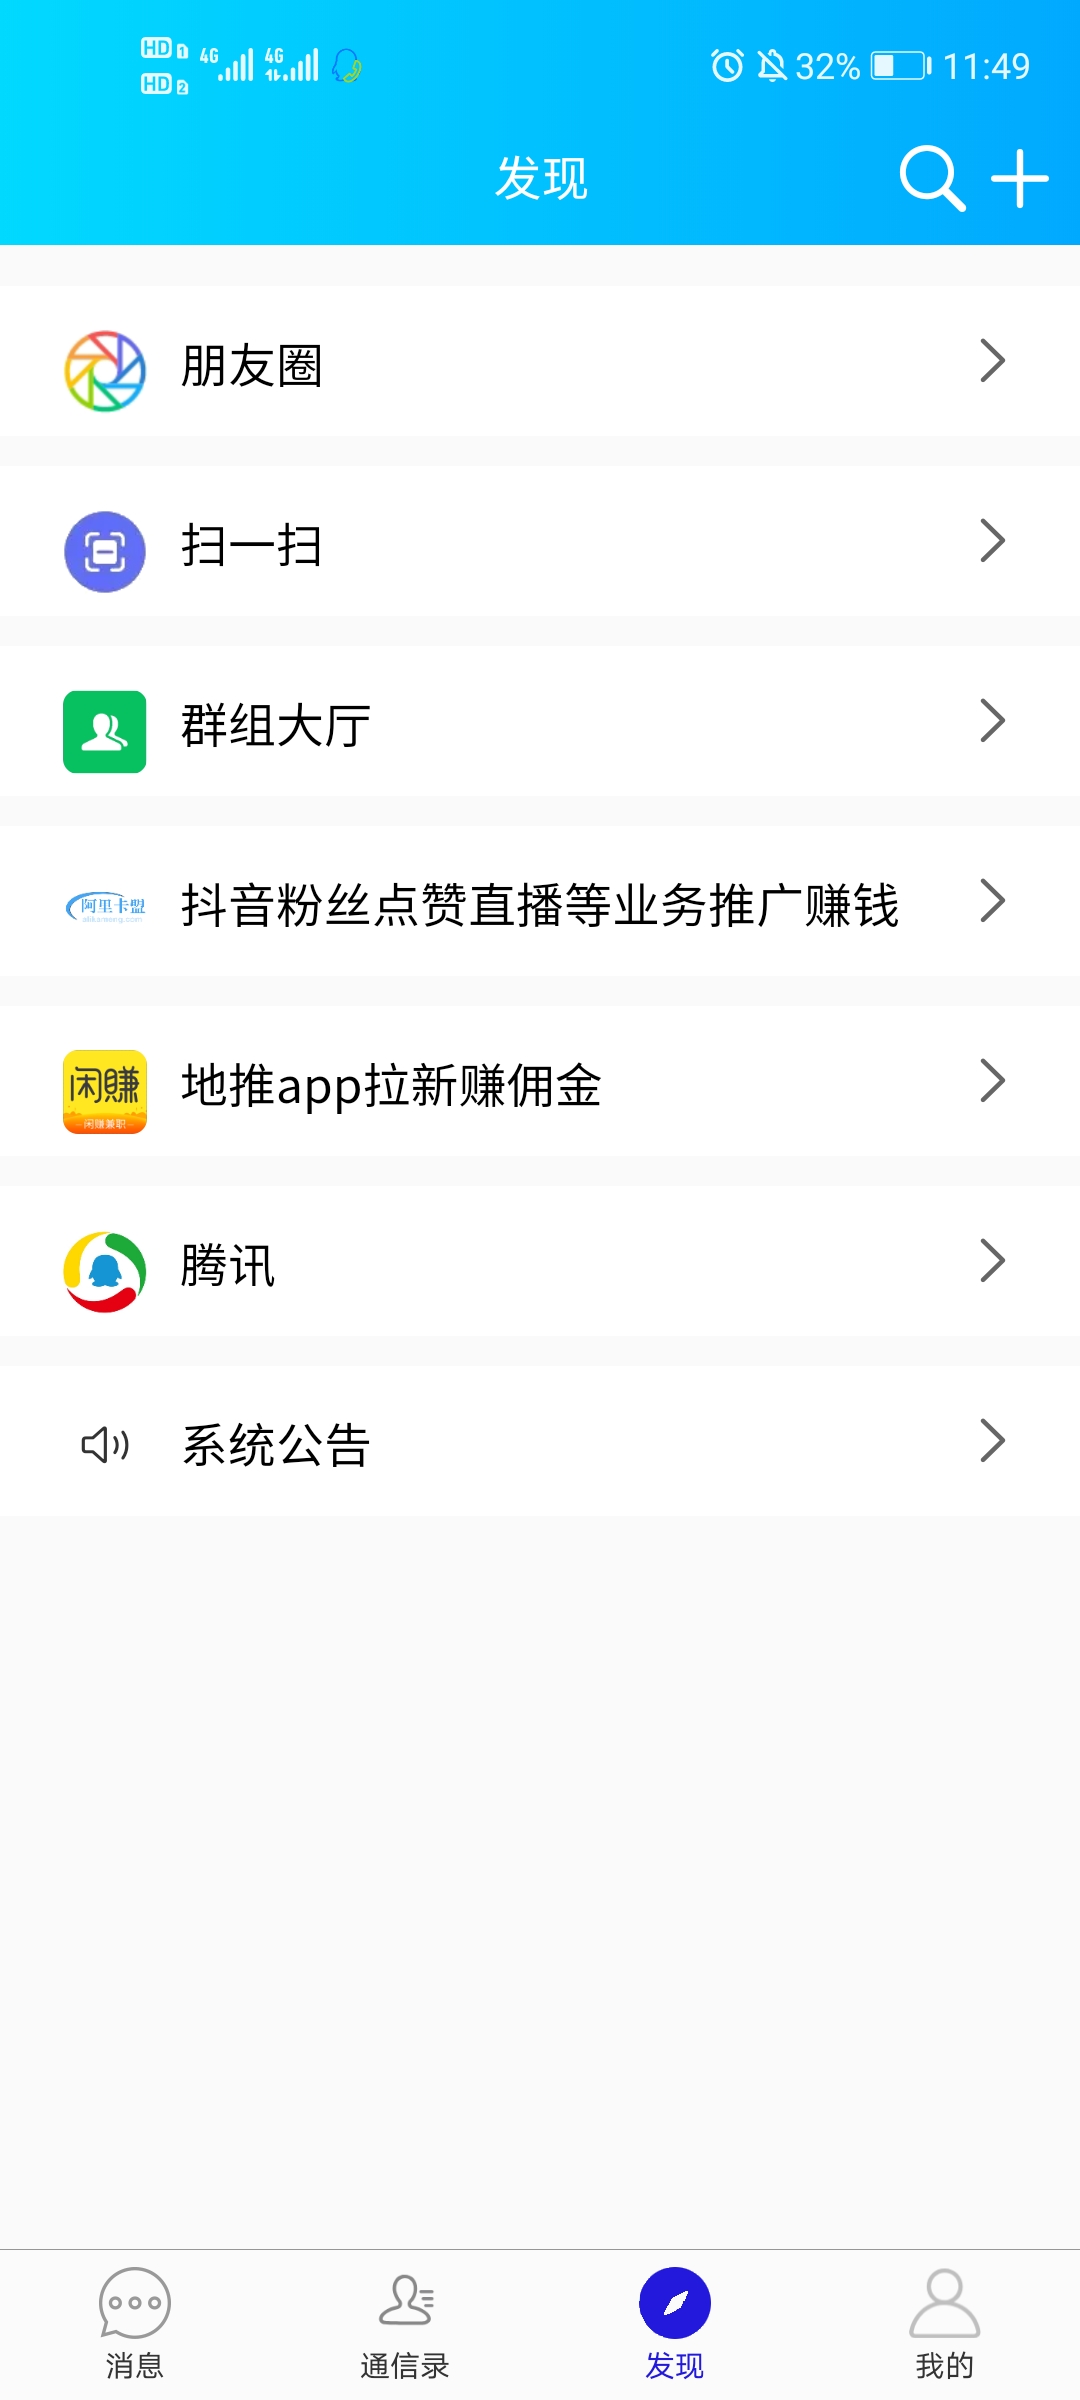 HD 1 4G 4G 32% 11:49
HD 2
发现
朋友圈
扫一扫
群组大厅
阿里卡盟
抖音粉丝点赞直播等业务推广赚钱
闲赚
闲赚兼职
地推app拉新赚佣金
腾讯
系统公告
消息 通信录 发现 我的